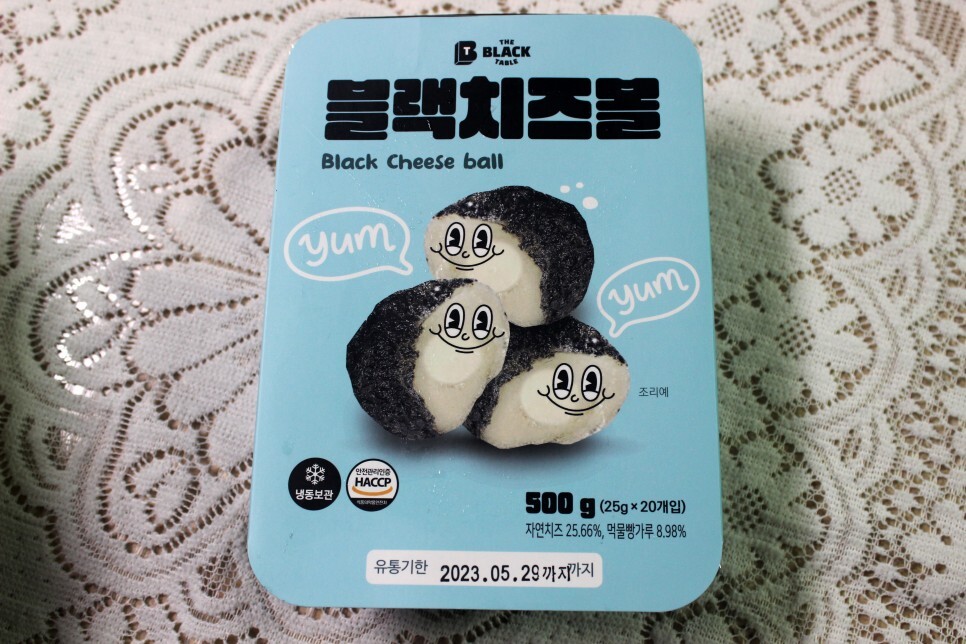 THE
BLACK
TABLE
블랙치즈볼
Black Cheese ball
yum
yum
조리예
냉동보관
안전관리인증
HACCP
500 g (25g × 20개입)
자연치즈 25.66%, 먹물빵가루 8.98%
유통기한 2023.05.29까지까지